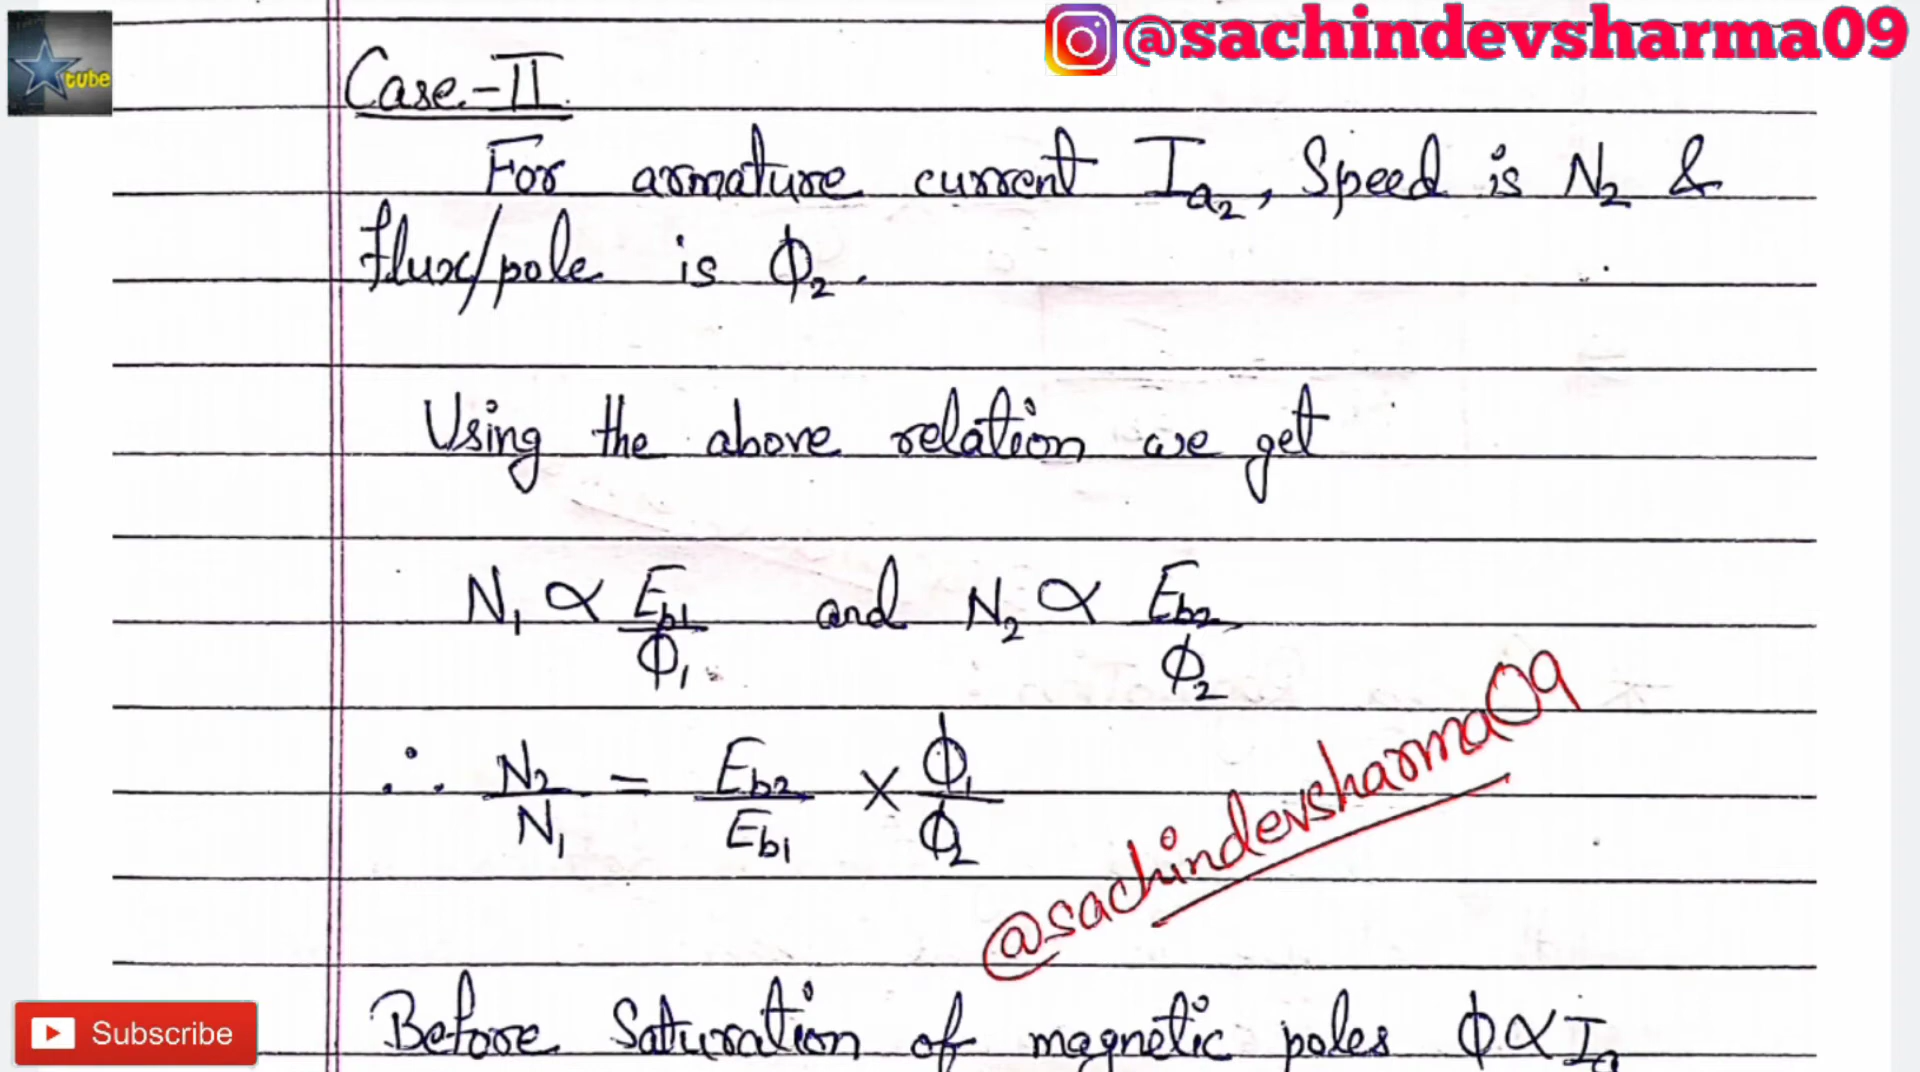 tube
@sachindevsharma09
Case.-II.
For armature current Ia₂, Speed is N₂ &
flux/pole is ϕ₂.
Using the above relation we get
N₁ ∝ Eb1/ϕ₁ and N₂ ∝ Eb2/ϕ₂
∴ N₂/N₁ = Eb2/Eb1 × ϕ₁/ϕ₂
@sachindevsharma09
Before Saturation of magnetic poles ϕ∝Ia
Subscribe